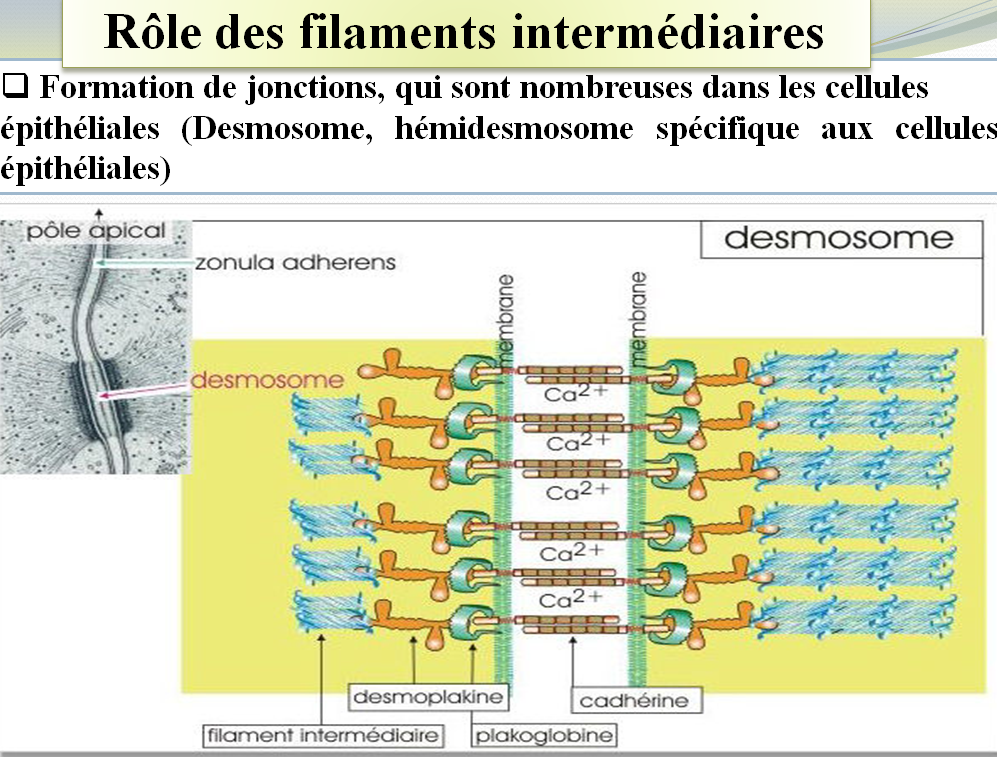 Rôle des filaments intermédiaires
❑ Formation de jonctions, qui sont nombreuses dans les cellules
épithéliales (Desmosome, hémidesmosome spécifique aux cellules
épithéliales)
pôle apical
desmosome
zonula adherens
membrane
membrane
desmosome
Ca2+
Ca2+
Ca2+
Ca2+
Ca2+
desmoplakine
cadhérine
filament intermédiaire
plakoglobine